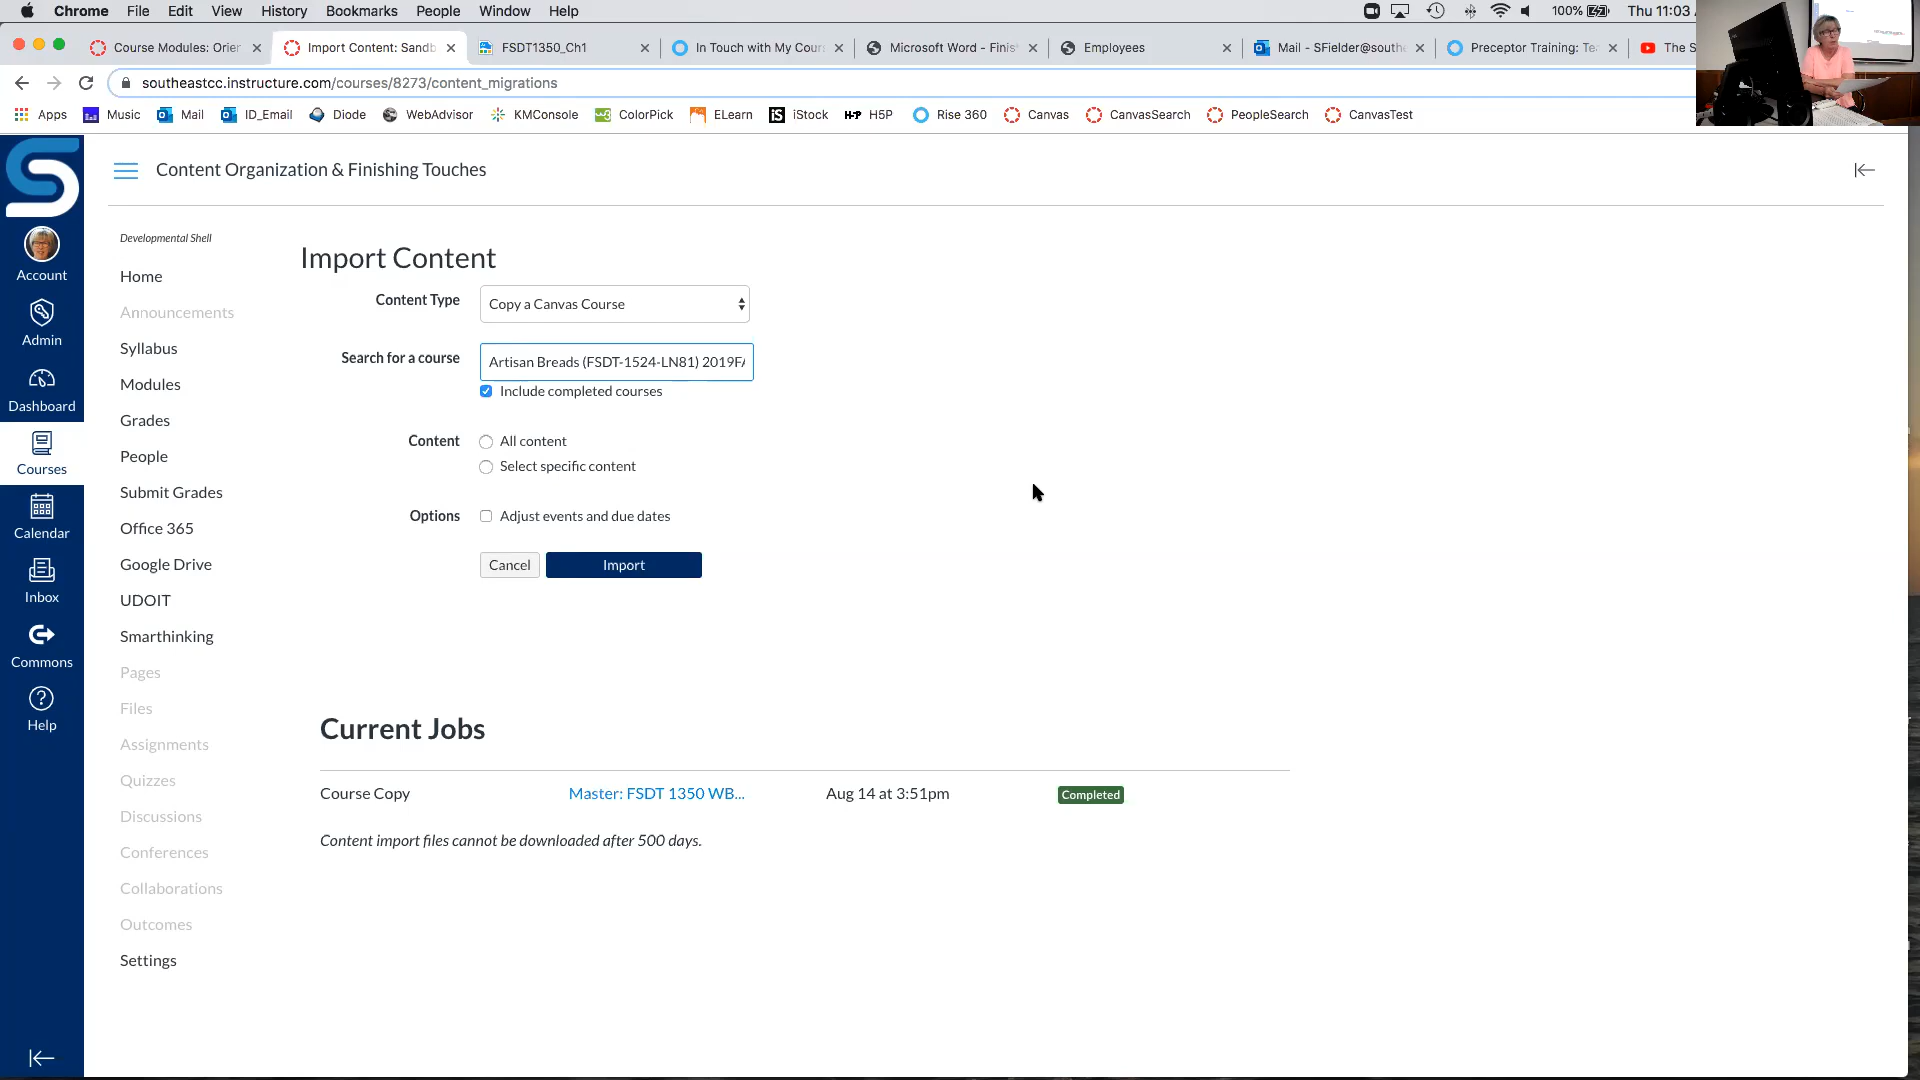 Chrome File Edit View History Bookmarks People Window Help 100% Thu 11:03
Course Modules: Orien Import Content: Sandb FSDT1350_Ch1 In Touch with My Cour Microsoft Word - Finis Employees Mail - SFielder@southe Preceptor Training: Te The S
southeastcc.instructure.com/courses/8273/content_migrations
Apps Music Mail ID_Email Diode WebAdvisor KMConsole ColorPick ELearn iStock H5P Rise 360 Canvas CanvasSearch PeopleSearch CanvasTest
Content Organization & Finishing Touches
Account
Admin
Dashboard
Courses
Calendar
Inbox
Commons
Help
Developmental Shell
Home
Announcements
Syllabus
Modules
Grades
People
Submit Grades
Office 365
Google Drive
UDOIT
Smarthinking
Pages
Files
Assignments
Quizzes
Discussions
Conferences
Collaborations
Outcomes
Settings
Import Content
Content Type Copy a Canvas Course
Search for a course Artisan Breads (FSDT-1524-LN81) 2019FA
Include completed courses
Content All content
Select specific content
Options Adjust events and due dates
Cancel Import
Current Jobs
Course Copy Master: FSDT 1350 WB... Aug 14 at 3:51pm Completed
Content import files cannot be downloaded after 500 days.